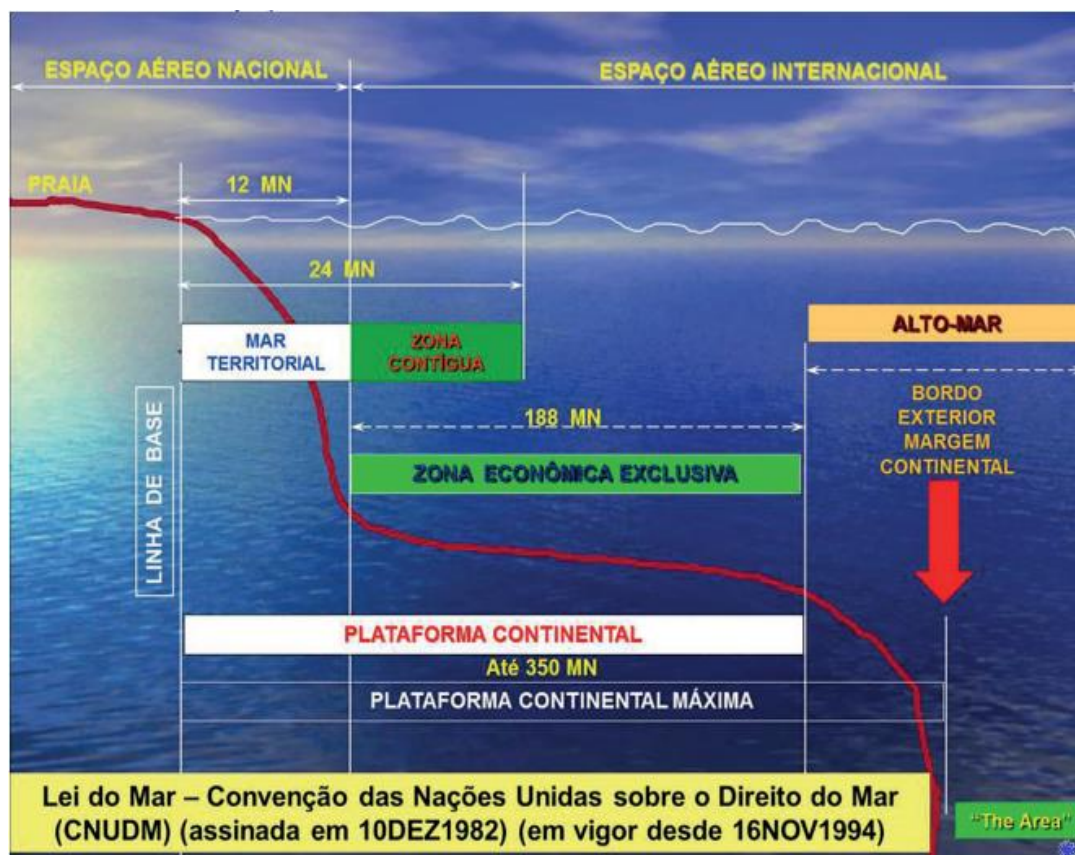 ESPAÇO AÉREO NACIONAL
ESPAÇO AÉREO INTERNACIONAL
PRAIA
12 MN
24 MN
MAR
TERRITORIAL
ZONA
CONTÍGUA
ALTO-MAR
LINHA DE BASE
188 MN
ZONA ECONÔMICA EXCLUSIVA
BORDO
EXTERIOR
MARGEM
CONTINENTAL
PLATAFORMA CONTINENTAL
Até 350 MN
PLATAFORMA CONTINENTAL MÁXIMA
Lei do Mar – Convenção das Nações Unidas sobre o Direito do Mar
(CNUDM) (assinada em 10DEZ1982) (em vigor desde 16NOV1994)
"The Area"